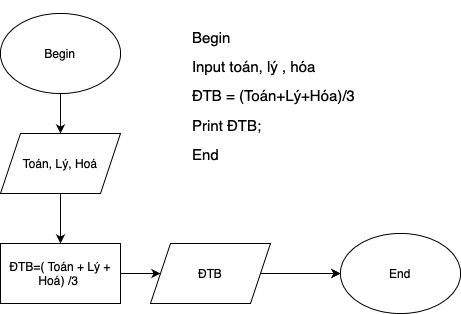 Begin
Toán, Lý, Hoá
ĐTB=( Toán + Lý +
Hoá) /3
ĐTB
End
Begin
Input toán, lý , hóa
ĐTB = (Toán+Lý+Hóa)/3
Print ĐTB;
End